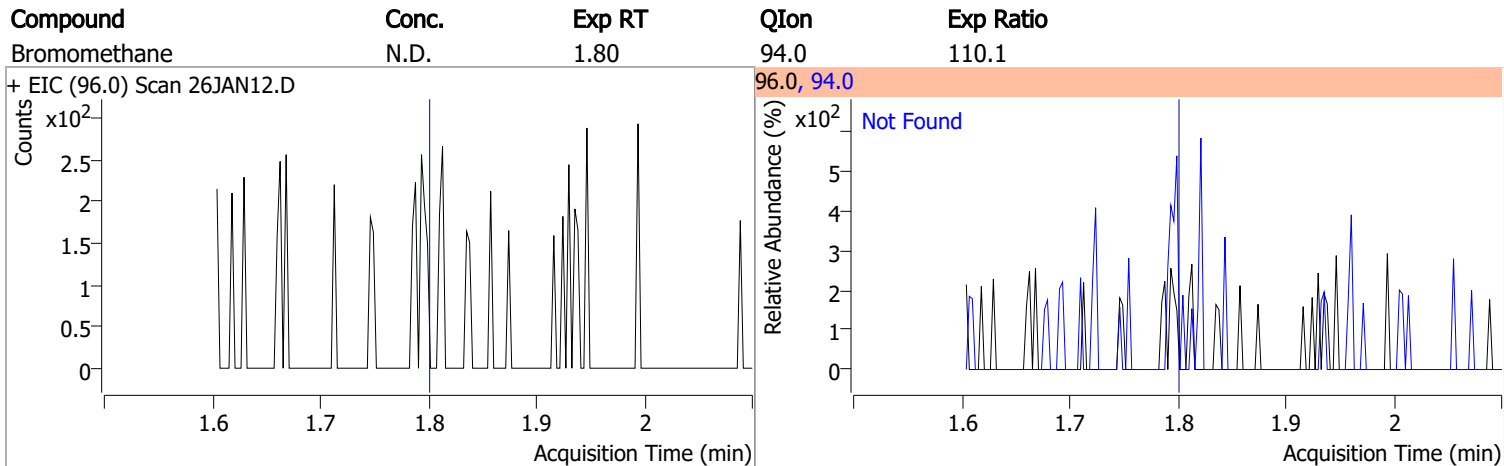 Compound Conc. Exp RT QIon Exp Ratio
Bromomethane N.D. 1.80 94.0 110.1
+ EIC (96.0) Scan 26JAN12.D
Counts
x10²
2.5
2
1.5
1
0.5
0
1.6 1.7 1.8 1.9 2
Acquisition Time (min)
96.0, 94.0
Relative Abundance (%)
x10²
Not Found
5
4
3
2
1
0
1.6 1.7 1.8 1.9 2
Acquisition Time (min)